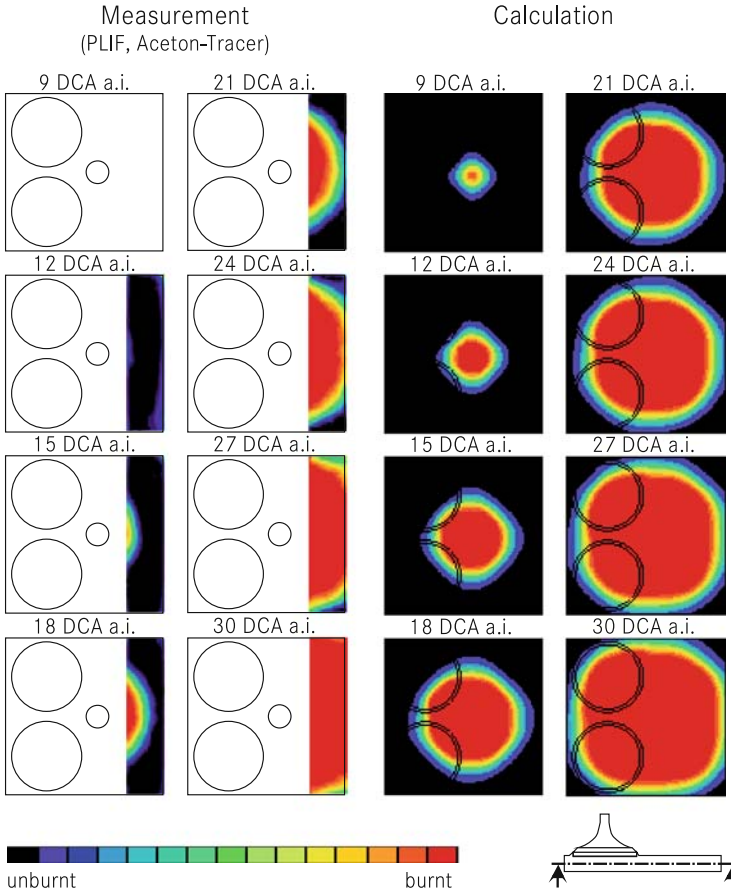 Measurement
(PLIF, Aceton-Tracer)
Calculation
9 DCA a.i.
21 DCA a.i.
9 DCA a.i.
21 DCA a.i.
12 DCA a.i.
24 DCA a.i.
12 DCA a.i.
24 DCA a.i.
15 DCA a.i.
27 DCA a.i.
15 DCA a.i.
27 DCA a.i.
18 DCA a.i.
30 DCA a.i.
18 DCA a.i.
30 DCA a.i.
unburnt
burnt